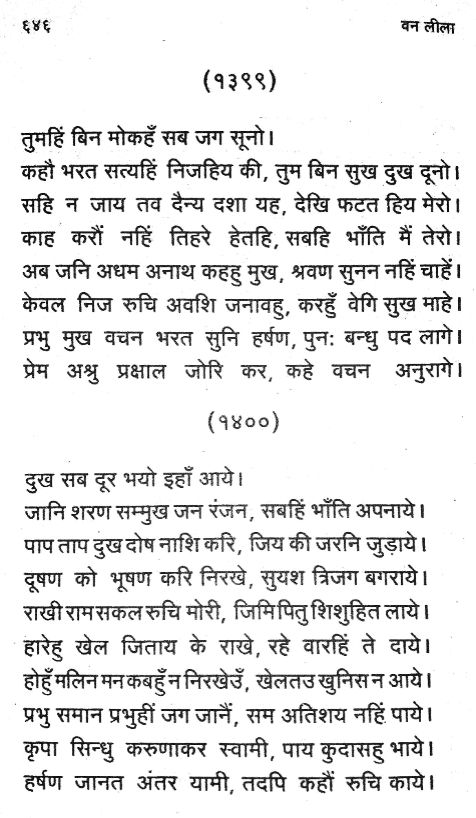 ६४६ वन लीला
(१३९९)
तुमहिं बिन मोकहँ सब जग सूनो।
कहौ भरत सत्यहिं निजहिय की, तुम बिन सुख दुख दूनो।
सहि न जाय तव दैन्य दशा यह, देखि फटत हिय मेरो।
काह करौं नहिं तिहरे हेतहि, सबहि भाँति मैं तेरो।
अब जनि अधम अनाथ कहहु मुख, श्रवण सुनन नहिं चाहें।
केवल निज रुचि अवशि जनावहु, करहुँ वेगि सुख माहे।
प्रभु मुख वचन भरत सुनि हर्षण, पुनः बन्धु पद लागे।
प्रेम अश्रु प्रक्षाल जोरि कर, कहे वचन अनुरागे।
(१४००)
दुख सब दूर भयो इहाँ आये।
जानि शरण सम्मुख जन रंजन, सबहिं भाँति अपनाये।
पाप ताप दुख दोष नाशि करि, जिय की जरनि जुड़ाये।
दूषण को भूषण करि निरखे, सुयश त्रिजग बगराये।
राखी राम सकल रुचि मोरी, जिमि पितु शिशुहित लाये।
हारेहु खेल जिताय के राखे, रहे वारहिं ते दाये।
होहुँ मलिन मन कबहुँ न निरखेउँ, खेलतउ खुनिस न आये।
प्रभु समान प्रभुहीं जग जानैं, सम अतिशय नहिं पाये।
कृपा सिन्धु करुणाकर स्वामी, पाय कुदासहु भाये।
हर्षण जानत अंतर यामी, तदपि कहौं रुचि काये।